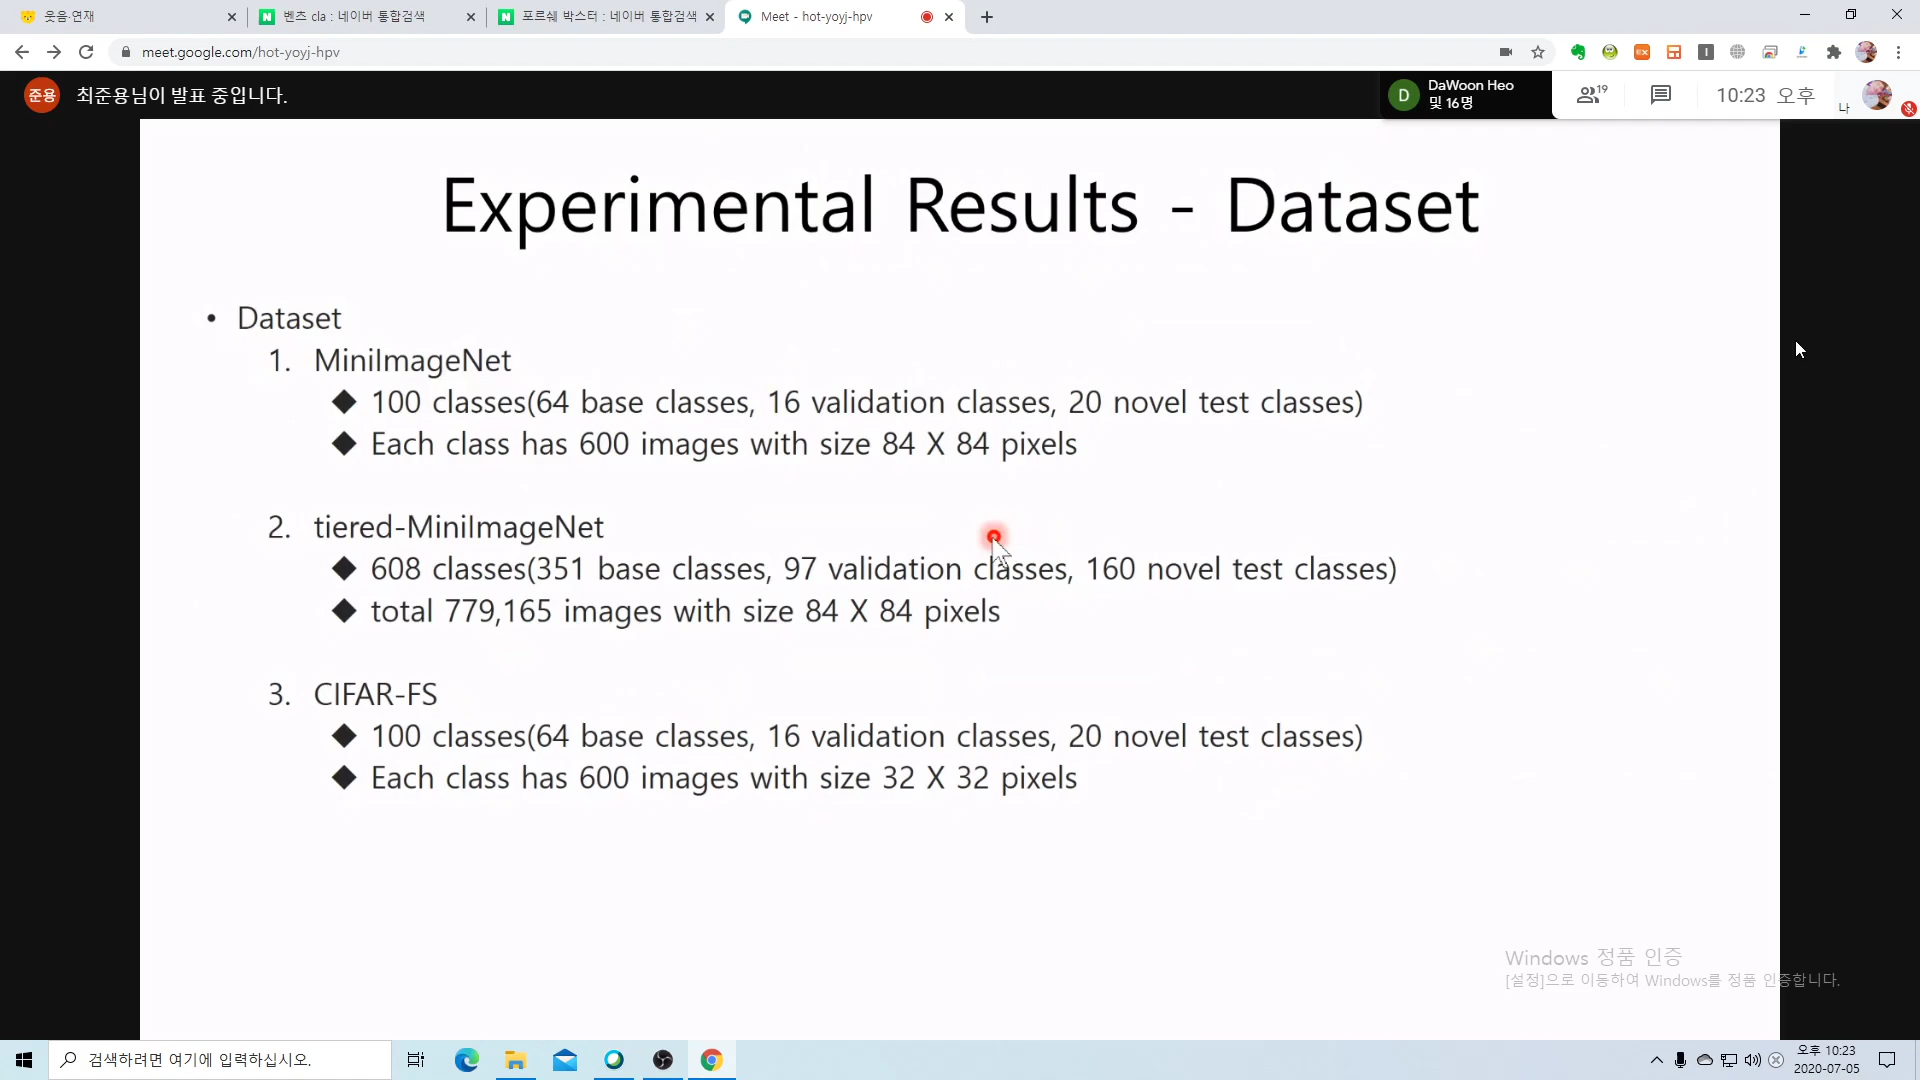 웃음·연재
벤츠 cla : 네이버 통합검색
포르쉐 박스터 : 네이버 통합검색
Meet - hot-yoyj-hpv
meet.google.com/hot-yoyj-hpv
준용
최준용님이 발표 중입니다.
D
DaWoon Heo
및 16명
19
10:23 오후
나
Experimental Results - Dataset
• Dataset
1. MiniImageNet
◆ 100 classes(64 base classes, 16 validation classes, 20 novel test classes)
◆ Each class has 600 images with size 84 X 84 pixels
2. tiered-MiniImageNet
◆ 608 classes(351 base classes, 97 validation classes, 160 novel test classes)
◆ total 779,165 images with size 84 X 84 pixels
3. CIFAR-FS
◆ 100 classes(64 base classes, 16 validation classes, 20 novel test classes)
◆ Each class has 600 images with size 32 X 32 pixels
Windows 정품 인증
[설정]으로 이동하여 Windows를 정품 인증합니다.
검색하려면 여기에 입력하십시오.
오후 10:23
2020-07-05